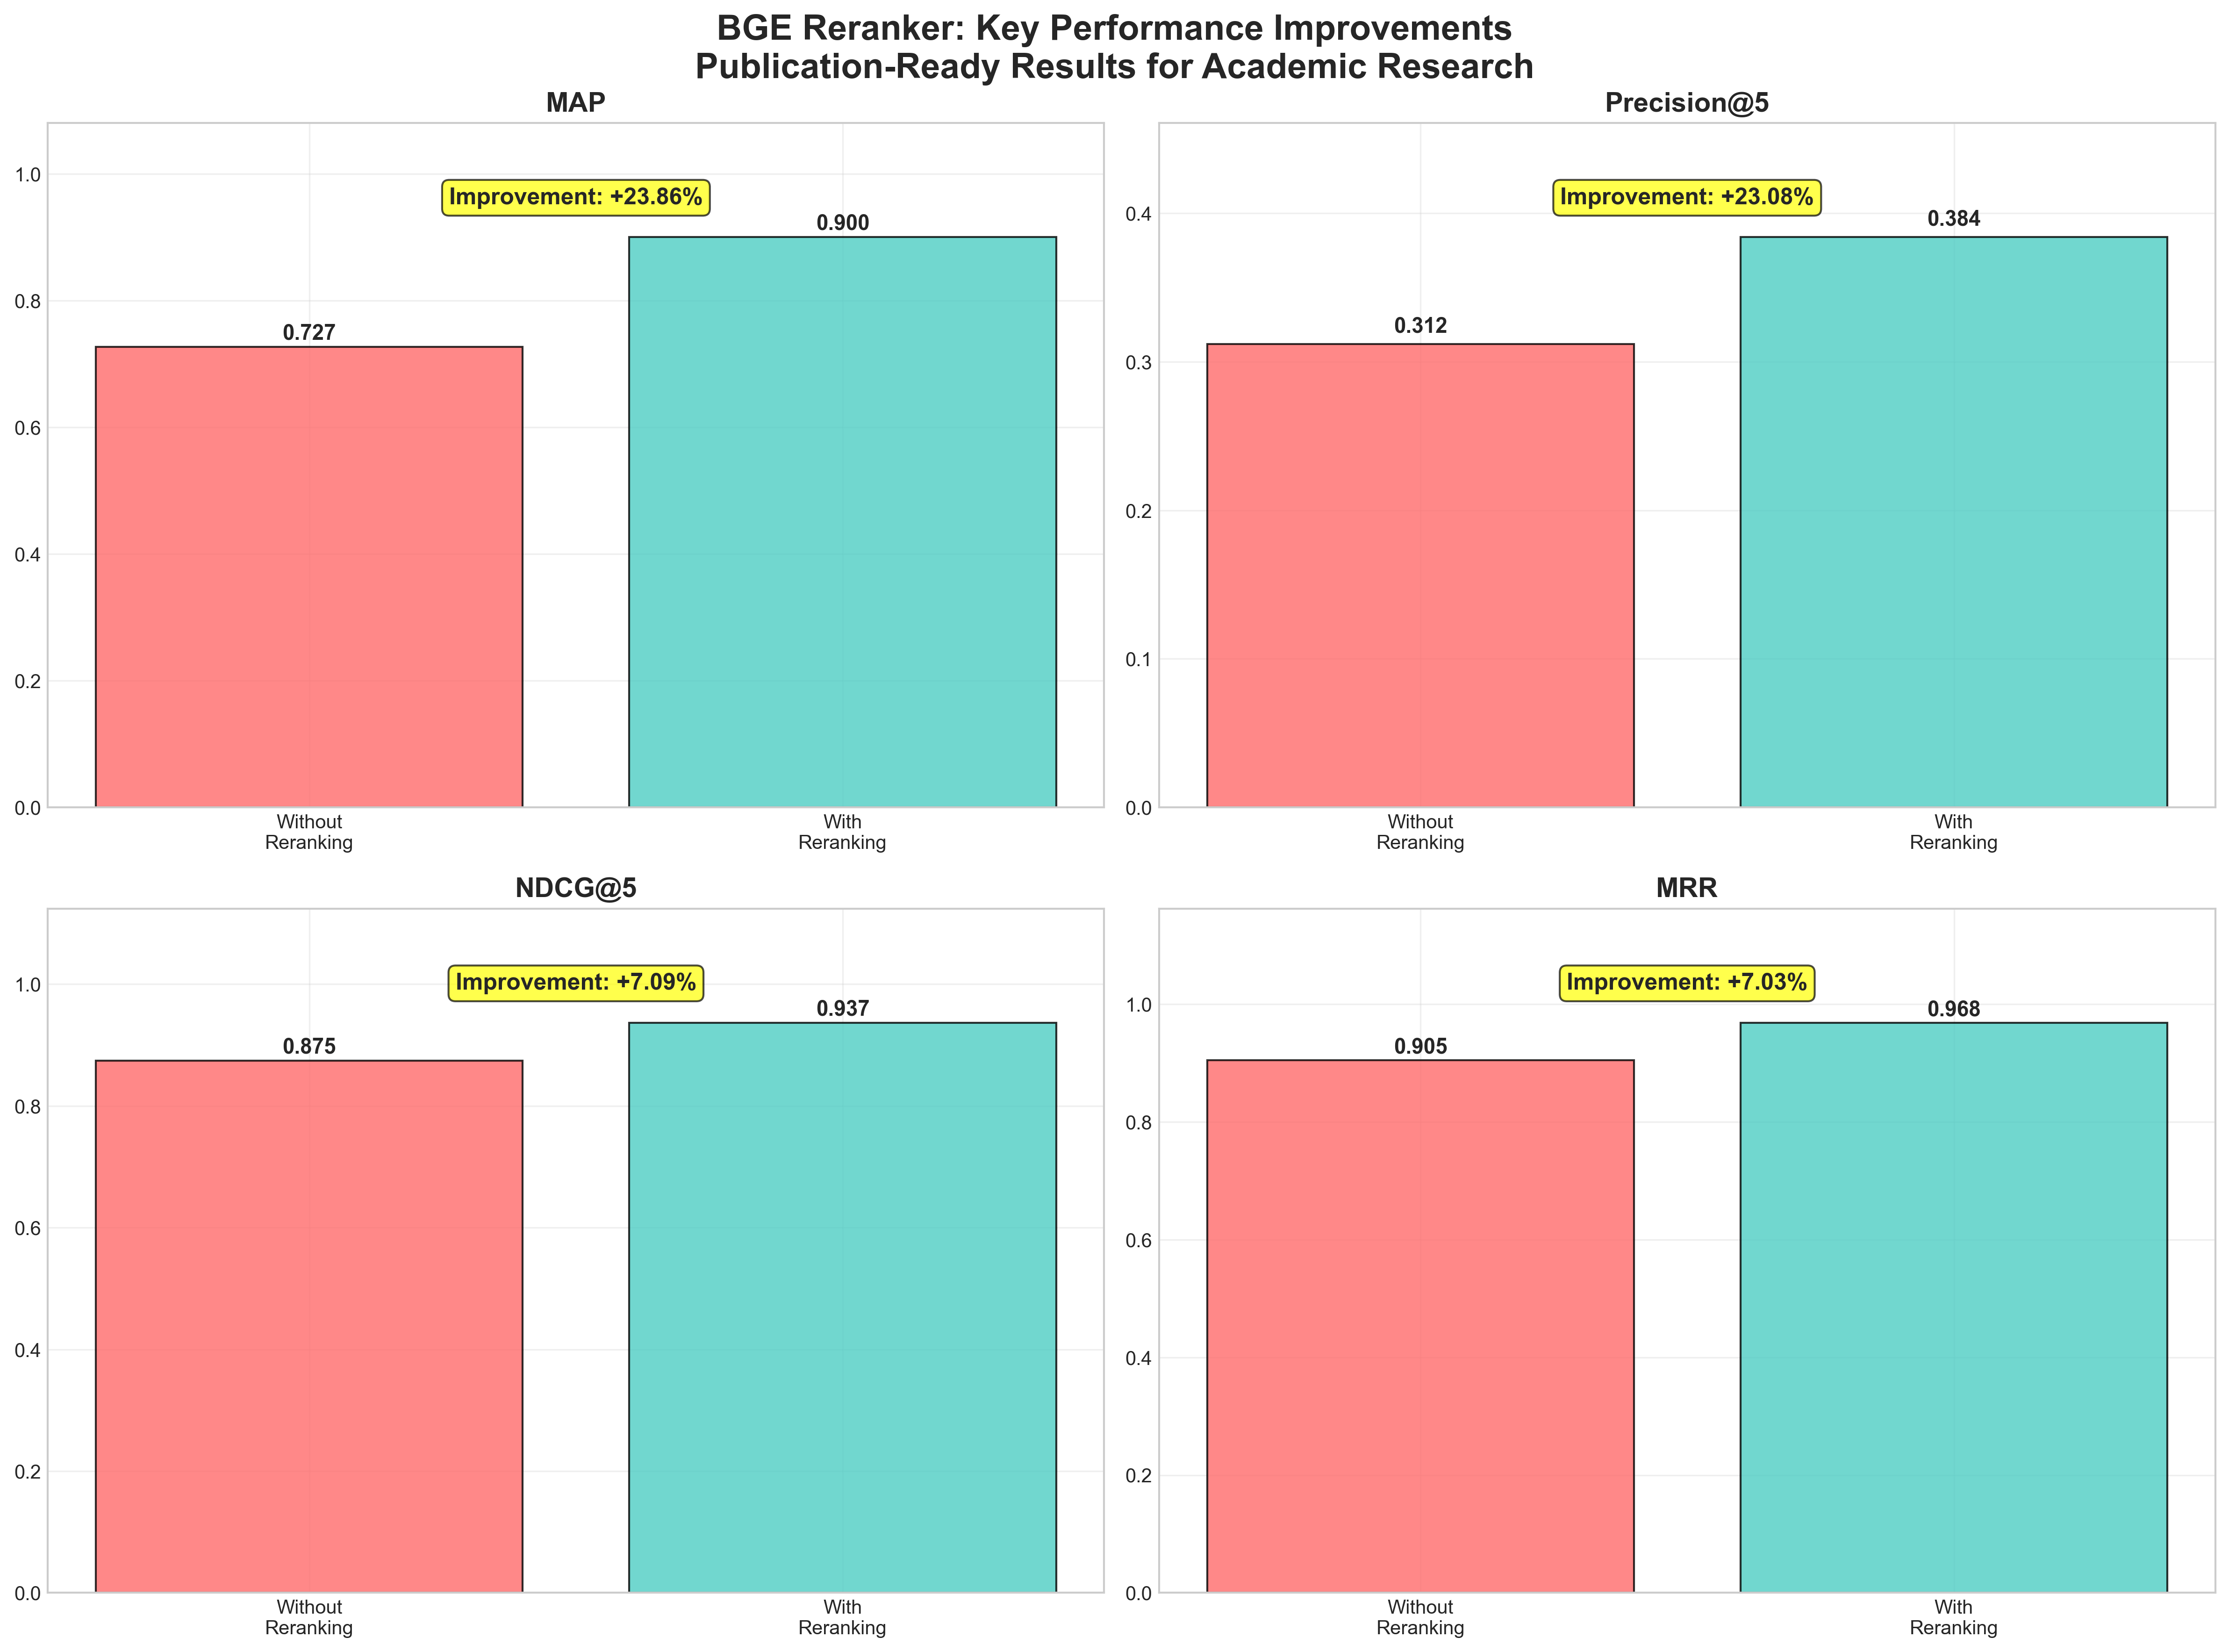 BGE Reranker: Key Performance Improvements
Publication-Ready Results for Academic Research
MAP
1.0
0.8
0.6
0.4
0.2
0.0
Improvement: +23.86%
0.727
0.900
Without
Reranking
With
Reranking
Precision@5
0.4
0.3
0.2
0.1
0.0
Improvement: +23.08%
0.312
0.384
Without
Reranking
With
Reranking
NDCG@5
1.0
0.8
0.6
0.4
0.2
0.0
Improvement: +7.09%
0.875
0.937
Without
Reranking
With
Reranking
MRR
1.0
0.8
0.6
0.4
0.2
0.0
Improvement: +7.03%
0.905
0.968
Without
Reranking
With
Reranking